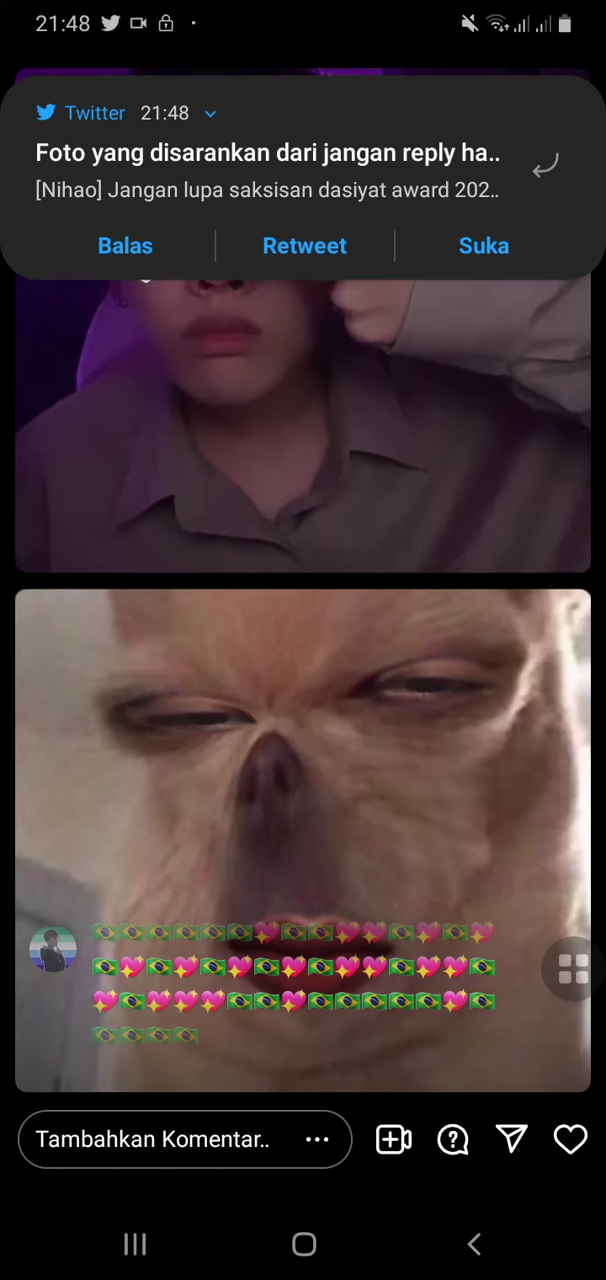 21:48
Twitter 21:48
Foto yang disarankan dari jangan reply ha..
[Nihao] Jangan lupa saksisan dasiyat award 202..
Balas Retweet Suka
🇧🇷🇧🇷🇧🇷🇧🇷🇧🇷🇧🇷💖🇧🇷🇧🇷💖💖🇧🇷💖🇧🇷💖
🇧🇷💖🇧🇷💖🇧🇷💖🇧🇷💖🇧🇷💖💖🇧🇷💖💖🇧🇷
💖🇧🇷💖💖💖🇧🇷🇧🇷💖🇧🇷🇧🇷🇧🇷🇧🇷🇧🇷💖🇧🇷
🇧🇷🇧🇷🇧🇷🇧🇷
Tambahkan Komentar..